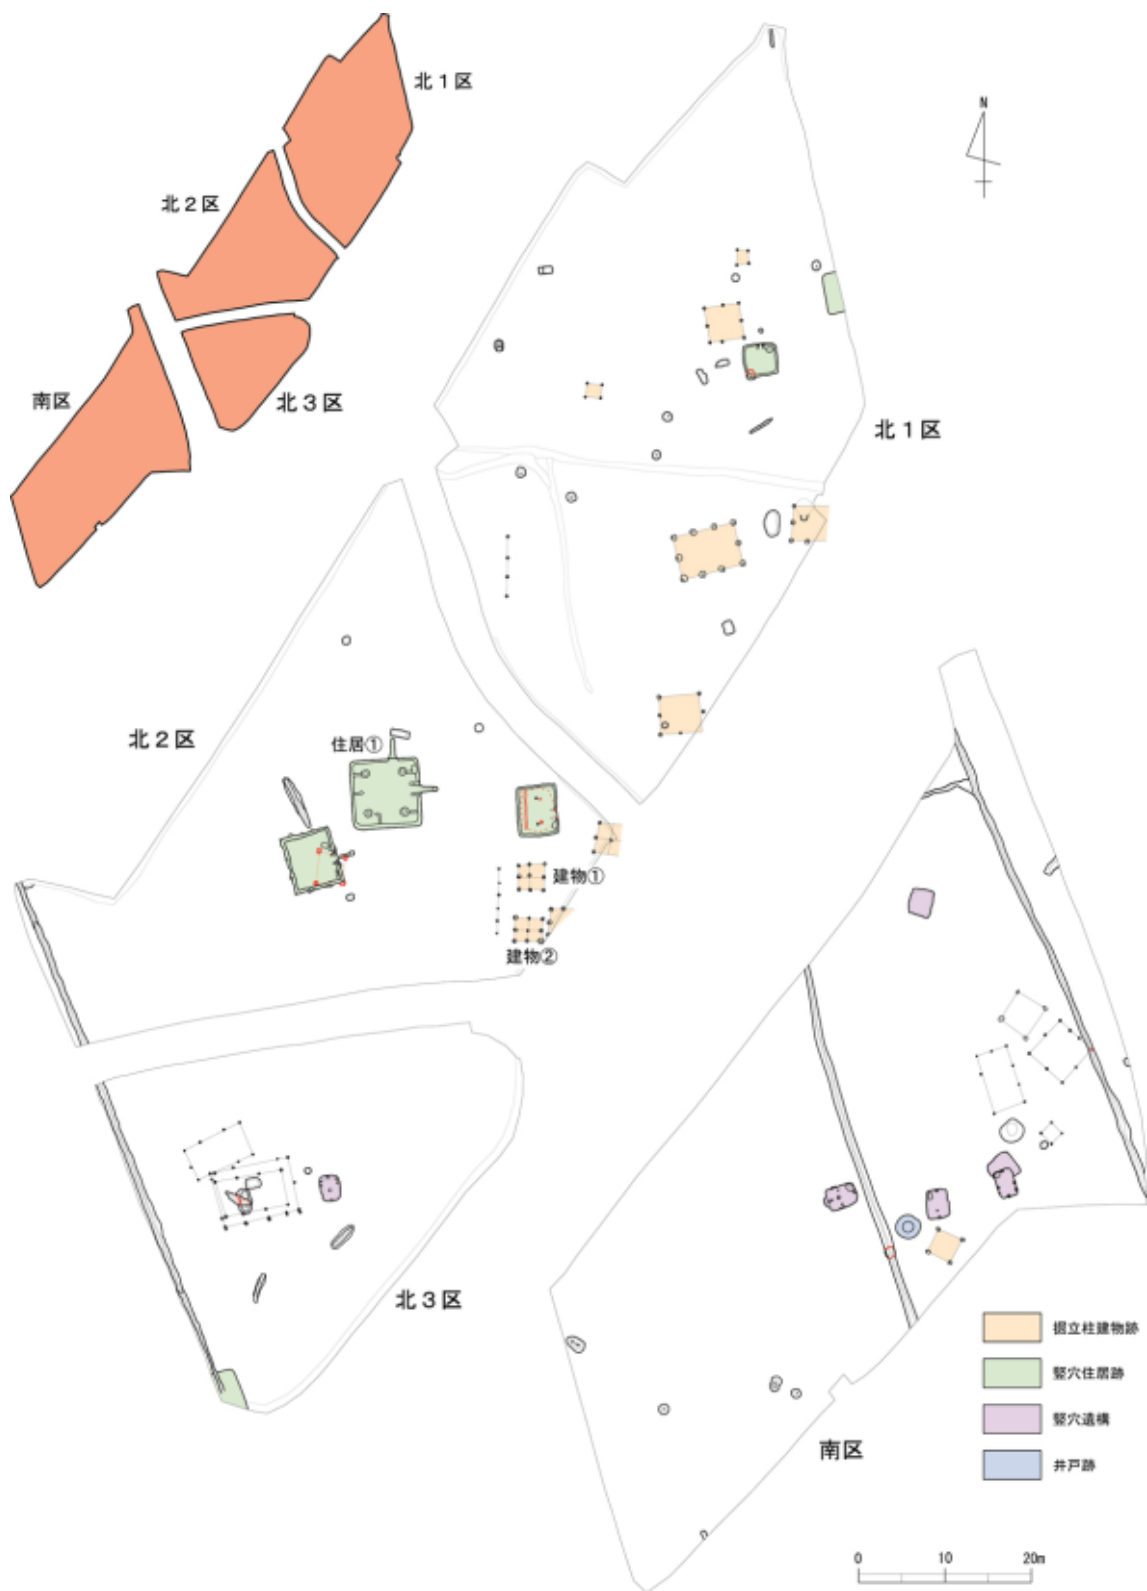 北1区
北2区
南区
北3区
N
北1区
北2区
住居①
建物①
建物②
北3区
南区
掘立柱建物跡
竪穴住居跡
竪穴遺構
井戸跡
0 10 20m